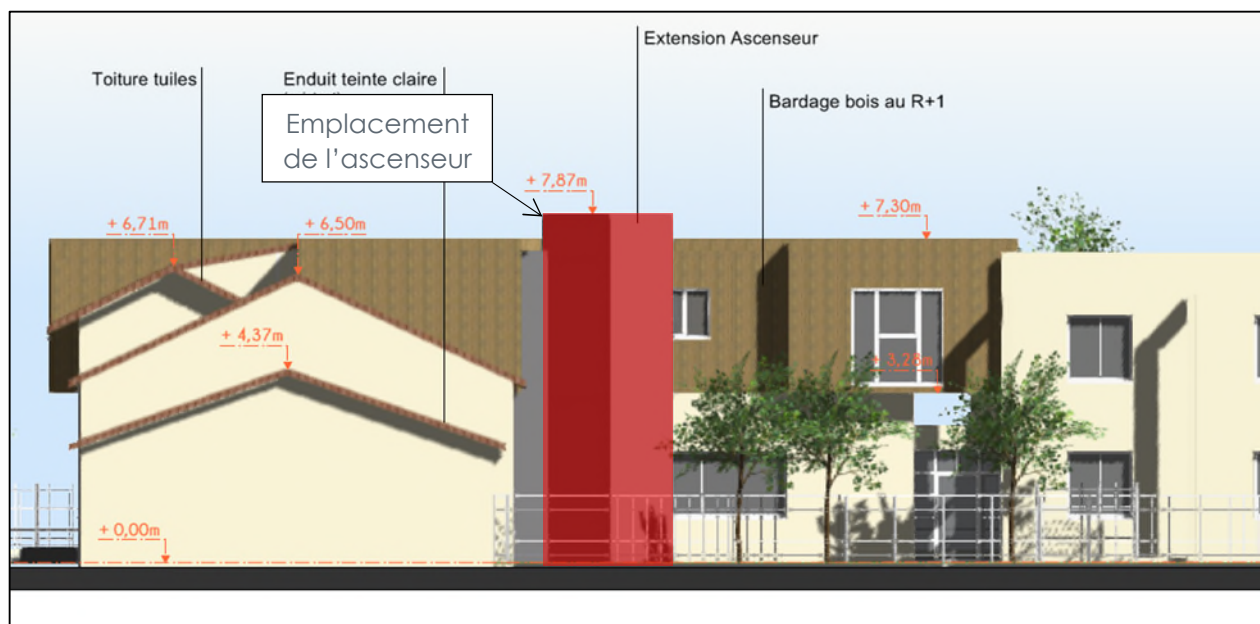 Extension Ascenseur
Toiture tuiles
Enduit teinte claire
Bardage bois au R+1
Emplacement
de l'ascenseur
+ 7,87m
+ 7,30m
+ 6,71m
+ 6,50m
+ 4,37m
+ 3,28m
+ 0,00m